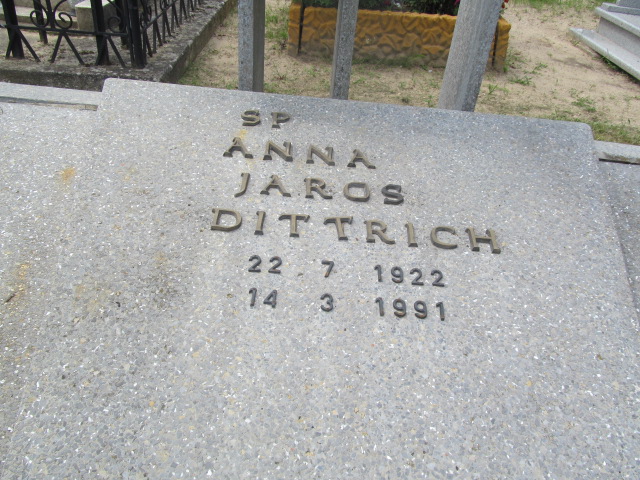 SP
ANNA
JAROS
DITTRICH
22 7 1922
14 3 1991